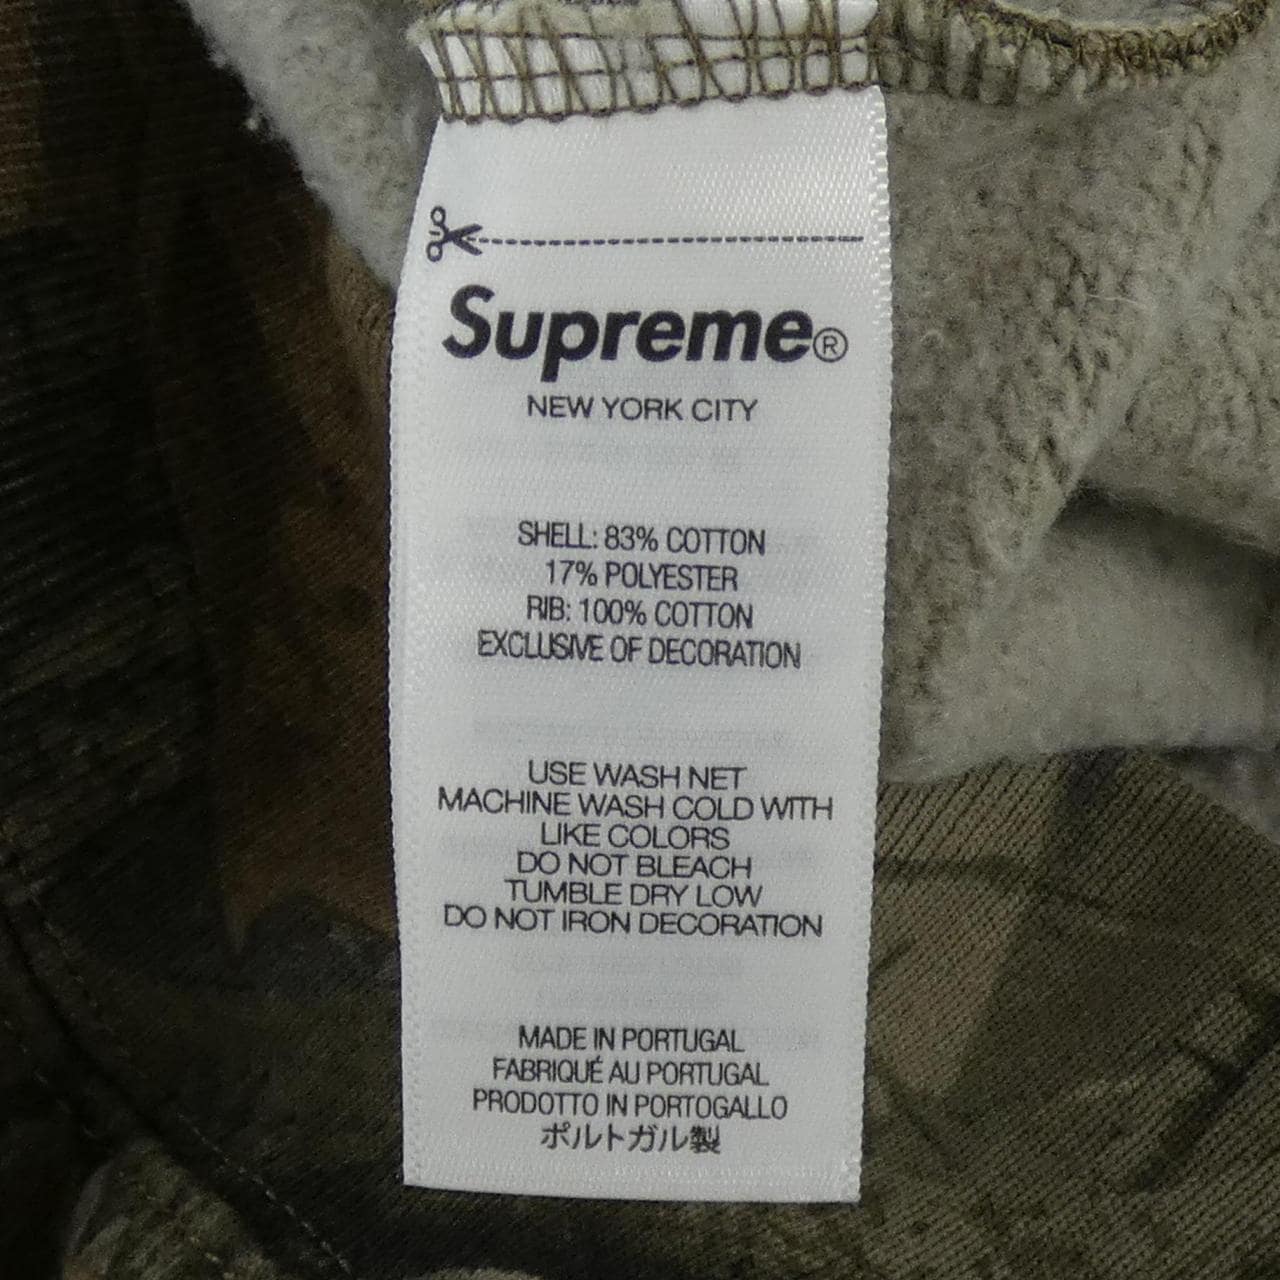 Supreme®
NEW YORK CITY
SHELL: 83% COTTON
17% POLYESTER
RIB: 100% COTTON
EXCLUSIVE OF DECORATION
USE WASH NET
MACHINE WASH COLD WITH
LIKE COLORS
DO NOT BLEACH
TUMBLE DRY LOW
DO NOT IRON DECORATION
MADE IN PORTUGAL
FABRIQUÉ AU PORTUGAL
PRODOTTO IN PORTOGALLO
ポルトガル製